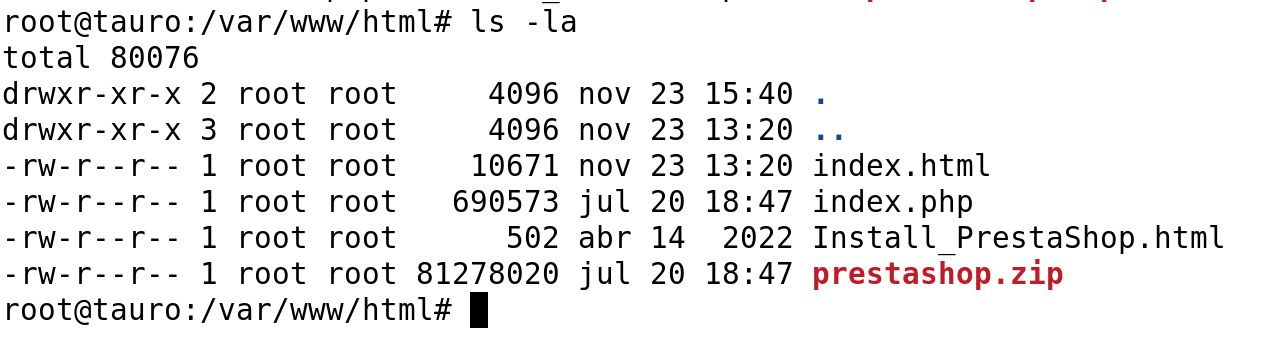 root@tauro:/var/www/html# ls -la
total 80076
drwxr-xr-x 2 root root     4096 nov 23 15:40 .
drwxr-xr-x 3 root root     4096 nov 23 13:20 ..
-rw-r--r-- 1 root root    10671 nov 23 13:20 index.html
-rw-r--r-- 1 root root   690573 jul 20 18:47 index.php
-rw-r--r-- 1 root root      502 abr 14  2022 Install_PrestaShop.html
-rw-r--r-- 1 root root 81278020 jul 20 18:47 prestashop.zip
root@tauro:/var/www/html#